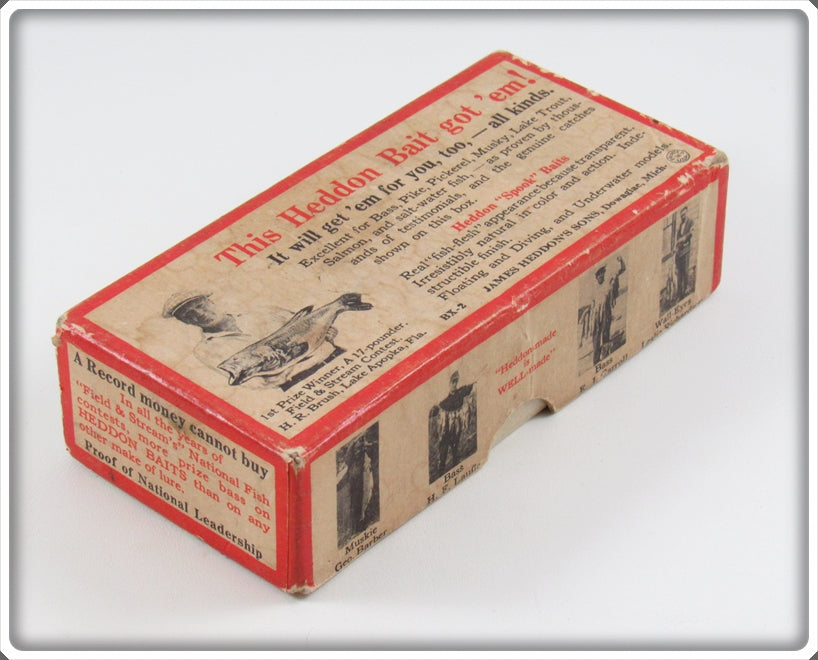 This Heddon Bait got 'em!
It will get 'em for you, too, — all kinds.
Excellent for Bass, Pike, Pickerel, Musky, Lake Trout,
Salmon, and salt-water fish, — as proven by thous-
ands of testimonials, and the genuine catches
shown on this box.
Heddon "Spook" Baits
Real "fish-flesh" appearance because transparent.
Irresistibly natural in color and action. Inde-
structible finish
Floating and Diving, and Underwater models.
BX-2 JAMES HEDDON'S SONS, Dowagiac, Mich.
1st Prize Winner, A 17-pounder.
Field & Stream Contest.
H. R. Brush, Lake Apopka, Fla.
A Record money cannot buy
In all the years of
"Field & Stream's" National Fish
contests, more prize bass on
HEDDON BAITS than on any
other make of lure.
Proof of National Leadership
Muskie
Geo. Barber
Bass
H. E.
"Heddon made
is
WELL-made"
Bass
E. J. Carroll
Wall Eyes